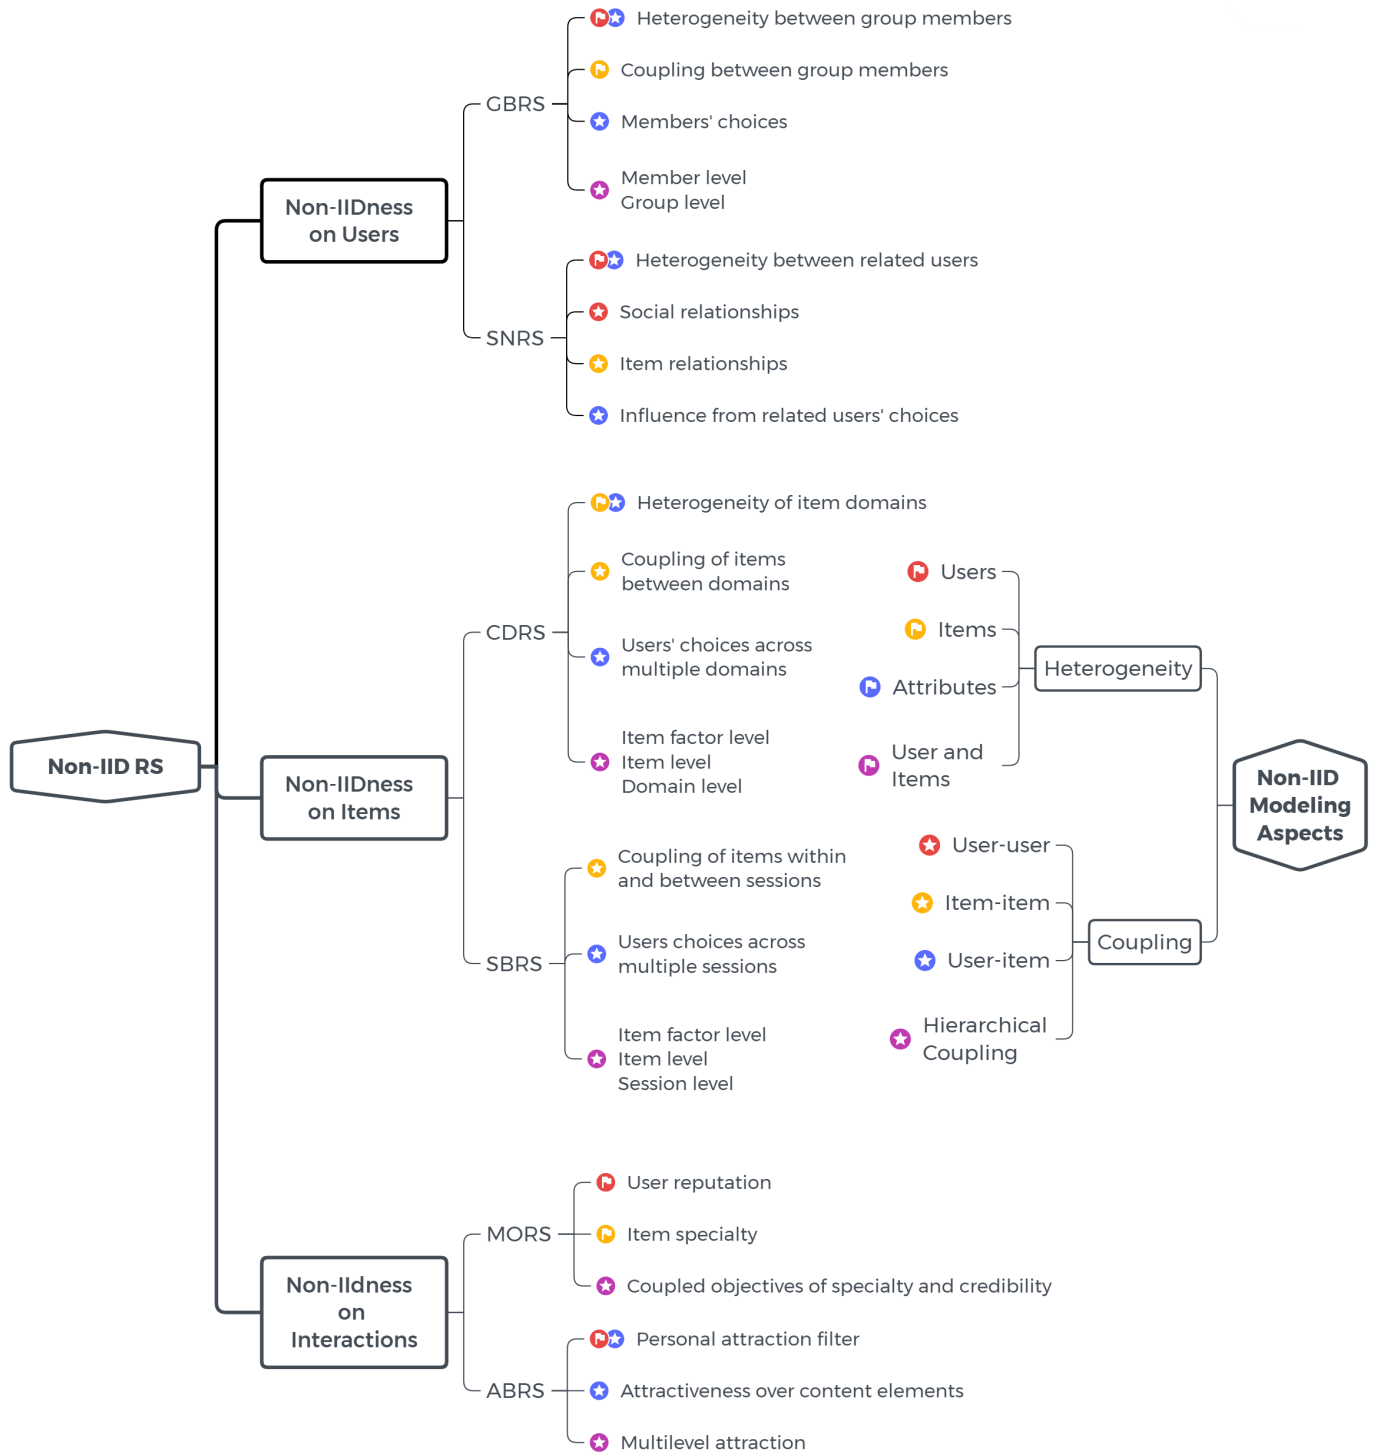 Non-IID RS
Non-IIDness
on Users
GBRS
Heterogeneity between group members
Coupling between group members
Members' choices
Member level
Group level
SNRS
Heterogeneity between related users
Social relationships
Item relationships
Influence from related users' choices
Non-IIDness
on Items
CDRS
Heterogeneity of item domains
Coupling of items
between domains
Users' choices across
multiple domains
Item factor level
Item level
Domain level
SBRS
Coupling of items within
and between sessions
Users choices across
multiple sessions
Item factor level
Item level
Session level
Non-IIdness
on
Interactions
MORS
User reputation
Item specialty
Coupled objectives of specialty and credibility
ABRS
Personal attraction filter
Attractiveness over content elements
Multilevel attraction
Non-IID
Modeling
Aspects
Heterogeneity
Users
Items
Attributes
User and
Items
Coupling
User-user
Item-item
User-item
Hierarchical
Coupling